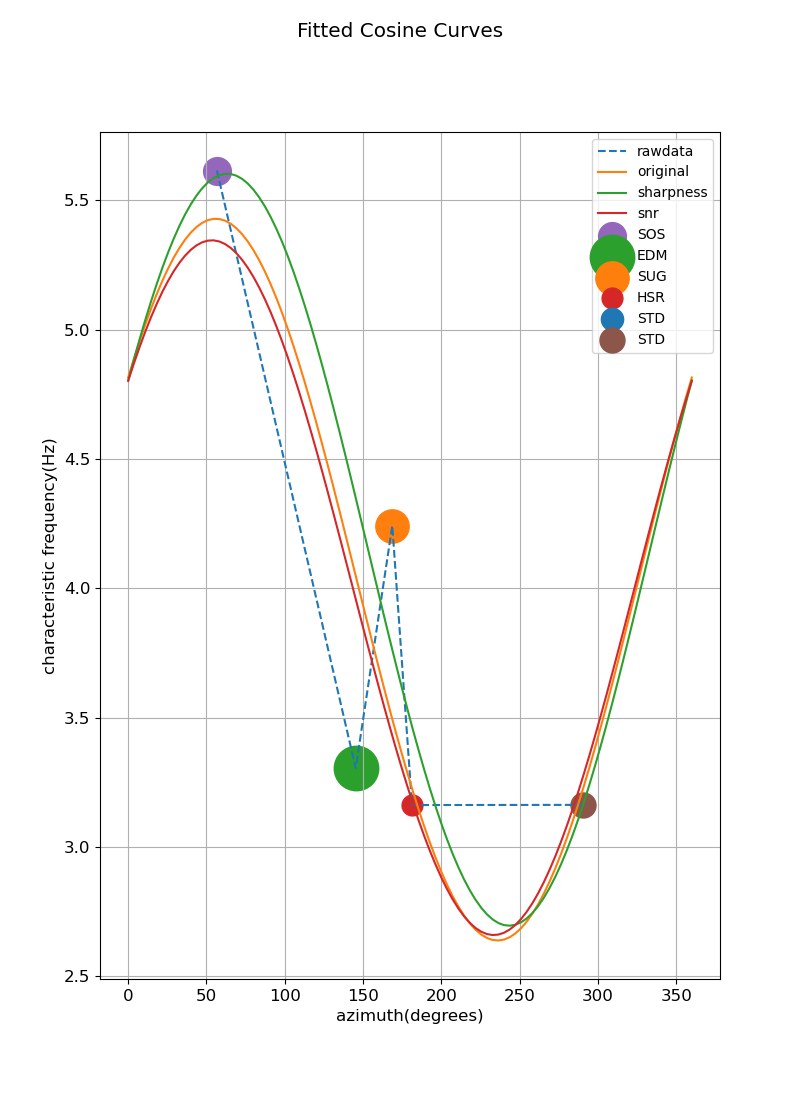 Fitted Cosine Curves
rawdata
original
sharpness
snr
SOS
EDM
SUG
HSR
STD
STD
characteristic frequency(Hz)
5.5
5.0
4.5
4.0
3.5
3.0
2.5
0 50 100 150 200 250 300 350
azimuth(degrees)